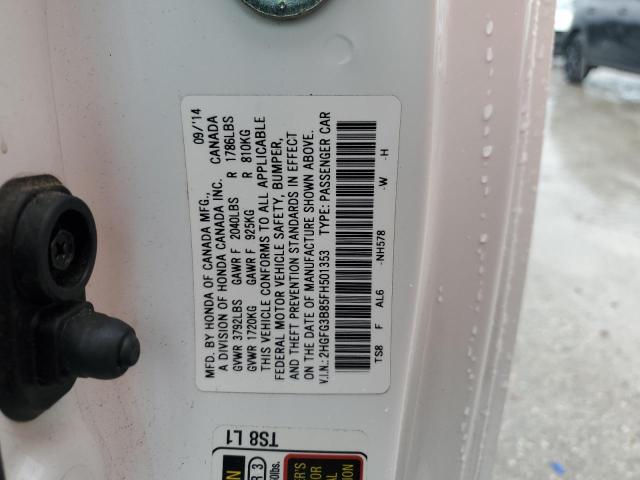 MFD. BY HONDA OF CANADA MFG., 09/'14
A DIVISION OF HONDA CANADA INC. CANADA
GVWR 3792LBS GAWR F 2040LBS R 1786LBS
GVWR 1720KG GAWR F 925KG R 810KG
THIS VEHICLE CONFORMS TO ALL APPLICABLE
FEDERAL MOTOR VEHICLE SAFETY, BUMPER,
AND THEFT PREVENTION STANDARDS IN EFFECT
ON THE DATE OF MANUFACTURE SHOWN ABOVE.
V.I.N.:2HGFG3B85FH501353 TYPE: PASSENGER CAR
TS8 F AL6 -NH578 -W -H
TS8 L1
R 3